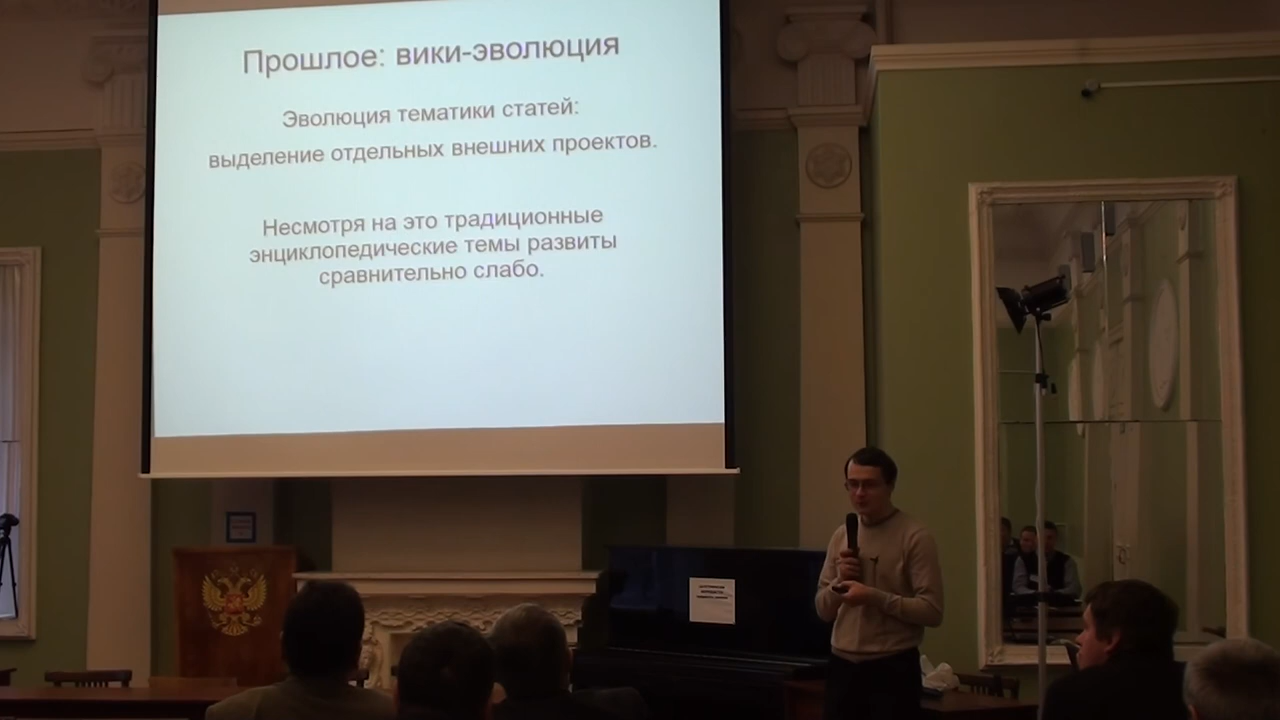 Прошлое: вики-эволюция
Эволюция тематики статей:
выделение отдельных внешних проектов.
Несмотря на это традиционные
энциклопедические темы развиты
сравнительно слабо.